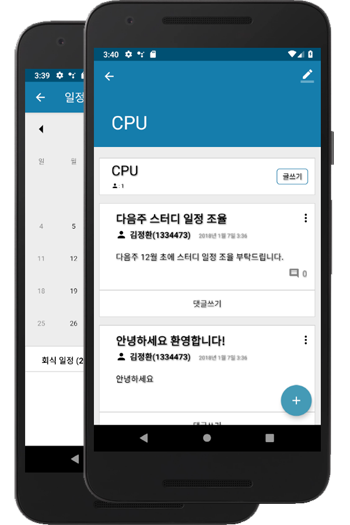 3:39
일정
일
월
4
5
11
12
18
19
25
26
회식 일정 (2
3:40
CPU
CPU
1
글쓰기
다음주 스터디 일정 조율
김정환(1334473) 2018년 1월 7일 3:36
다음주 12월 초에 스터디 일정 조율 부탁드립니다.
0
댓글쓰기
안녕하세요 환영합니다!
김정환(1334473) 2018년 1월 7일 3:36
안녕하세요